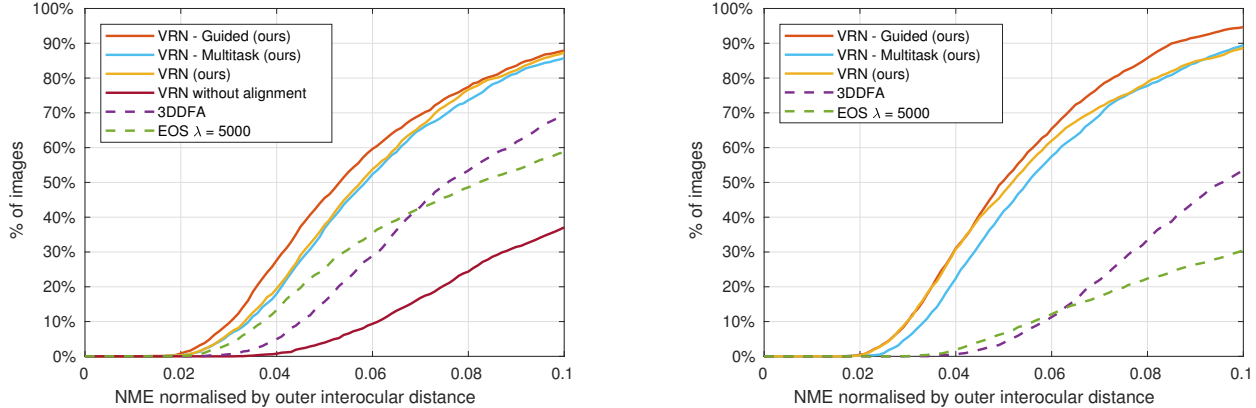 100%
90%
80%
70%
60%
50%
40%
30%
20%
10%
0%
% of images
VRN - Guided (ours)
VRN - Multitask (ours)
VRN (ours)
VRN without alignment
3DDFA
EOS λ = 5000
0 0.02 0.04 0.06 0.08 0.1
NME normalised by outer interocular distance
100%
90%
80%
70%
60%
50%
40%
30%
20%
10%
0%
% of images
VRN - Guided (ours)
VRN - Multitask (ours)
VRN (ours)
3DDFA
EOS λ = 5000
0 0.02 0.04 0.06 0.08 0.1
NME normalised by outer interocular distance